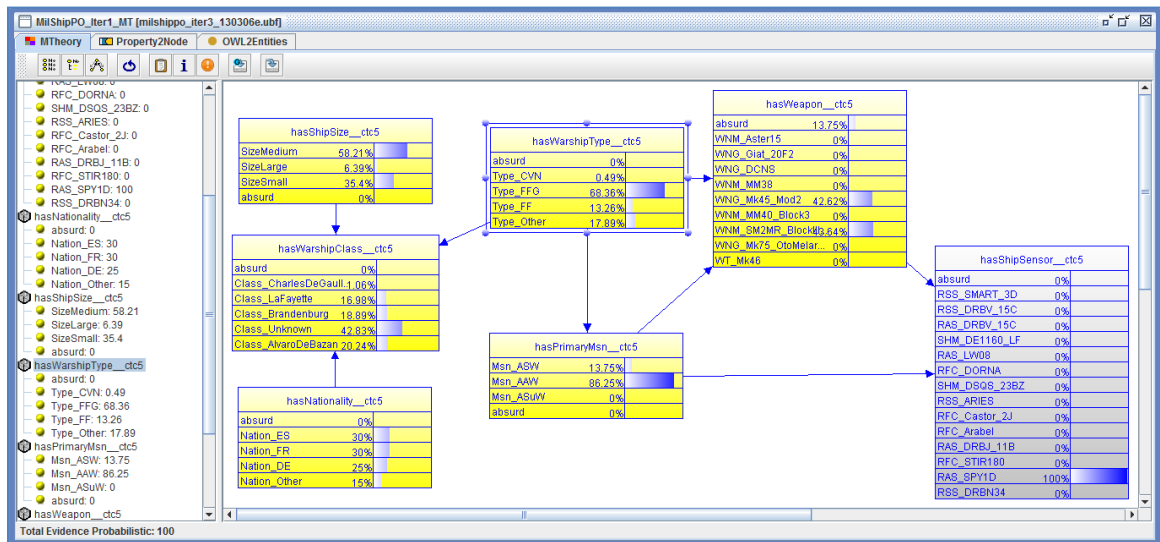 MilShipPO_Iter1_MT [milshippo_iter3_130306e.ubf]
MTheory Property2Node OWL2Entities
RAS_LW08: 0
RFC_DORNA: 0
SHM_DSQS_23BZ: 0
RSS_ARIES: 0
RFC_Castor_2J: 0
RFC_Arabel: 0
RAS_DRBJ_11B: 0
RFC_STIR180: 0
RAS_SPY1D: 100
RSS_DRBN34: 0
hasNationality__ctc5
absurd: 0
Nation_ES: 30
Nation_FR: 30
Nation_DE: 25
Nation_Other: 15
hasShipSize__ctc5
SizeMedium: 58.21
SizeLarge: 6.39
SizeSmall: 35.4
absurd: 0
hasWarshipType__ctc5
absurd: 0
Type_CVN: 0.49
Type_FFG: 68.36
Type_FF: 13.26
Type_Other: 17.89
hasPrimaryMsn__ctc5
Msn_ASW: 13.75
Msn_AAW: 86.25
Msn_ASuW: 0
absurd: 0
hasWeapon__ctc5
hasShipSize__ctc5
SizeMedium 58.21%
SizeLarge 6.39%
SizeSmall 35.4%
absurd 0%
hasWarshipType__ctc5
absurd 0%
Type_CVN 0.49%
Type_FFG 68.36%
Type_FF 13.26%
Type_Other 17.89%
hasWeapon__ctc5
absurd 13.75%
WNM_Aster15 0%
WNG_Giat_20F2 0%
WNG_DCNS 0%
WNM_MM38 0%
WNG_Mk45_Mod2 42.62%
WNM_MM40_Block3 0%
WNM_SM2MR_Block 43.64%
WNG_Mk75_OtoMelar... 0%
WT_Mk46 0%
hasWarshipClass__ctc5
absurd 0%
Class_CharlesDeGaull. 1.06%
Class_LaFayette 16.98%
Class_Brandenburg 18.89%
Class_Unknown 42.83%
Class_AlvaroDeBazan 20.24%
hasPrimaryMsn__ctc5
Msn_ASW 13.75%
Msn_AAW 86.25%
Msn_ASuW 0%
absurd 0%
hasNationality__ctc5
absurd 0%
Nation_ES 30%
Nation_FR 30%
Nation_DE 25%
Nation_Other 15%
hasShipSensor__ctc5
absurd 0%
RSS_SMART_3D 0%
RSS_DRBV_15C 0%
RAS_DRBV_15C 0%
SHM_DE1160_LF 0%
RAS_LW08 0%
RFC_DORNA 0%
SHM_DSQS_23BZ 0%
RSS_ARIES 0%
RFC_Castor_2J 0%
RFC_Arabel 0%
RAS_DRBJ_11B 0%
RFC_STIR180 0%
RAS_SPY1D 100%
RSS_DRBN34 0%
Total Evidence Probabilistic: 100